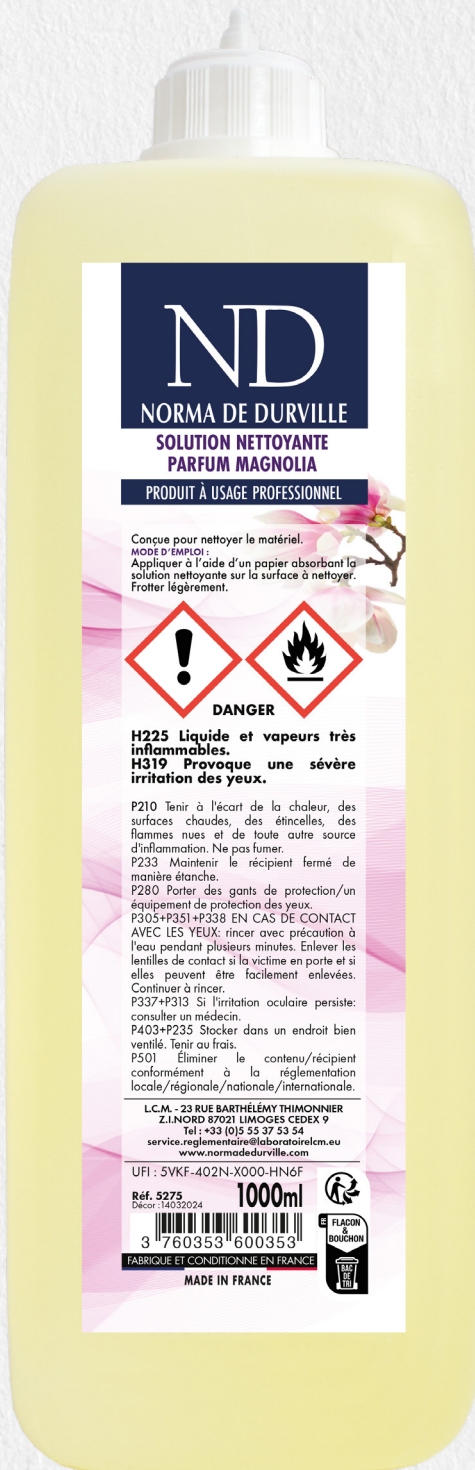 ND
NORMA DE DURVILLE
SOLUTION NETTOYANTE
PARFUM MAGNOLIA
PRODUIT À USAGE PROFESSIONNEL
Conçue pour nettoyer le matériel.
MODE D'EMPLOI :
Appliquer à l'aide d'un papier absorbant la
solution nettoyante sur la surface à nettoyer.
Frotter légèrement.
DANGER
H225 Liquide et vapeurs très
inflammables.
H319 Provoque une sévère
irritation des yeux.
P210 Tenir à l'écart de la chaleur, des
surfaces chaudes, des étincelles, des
flammes nues et de toute autre source
d'inflammation. Ne pas fumer.
P233 Maintenir le récipient fermé de
manière étanche.
P280 Porter des gants de protection/un
équipement de protection des yeux.
P305+P351+P338 EN CAS DE CONTACT
AVEC LES YEUX: rincer avec précaution à
l'eau pendant plusieurs minutes. Enlever les
lentilles de contact si la victime en porte et si
elles peuvent être facilement enlevées.
Continuer à rincer.
P337+P313 Si l'irritation oculaire persiste:
consulter un médecin.
P403+P235 Stocker dans un endroit bien
ventilé. Tenir au frais.
P501 Éliminer le contenu/récipient
conformément à la réglementation
locale/régionale/nationale/internationale.
L.C.M. - 23 RUE BARTHÉLÉMY THIMONNIER
Z.I.NORD 87021 LIMOGES CEDEX 9
Tel : +33 (0)5 55 37 53 54
service.reglementaire@laboratoirelcm.eu
www.normadedurville.com
UFI : 5VKF-402N-X000-HN6F
Réf. 5275
Décor :14032024
1000ml
3 760353 600353
FABRIQUE ET CONDITIONNE EN FRANCE
MADE IN FRANCE
FR
FLACON
&
BOUCHON
BAC
DE
TRI